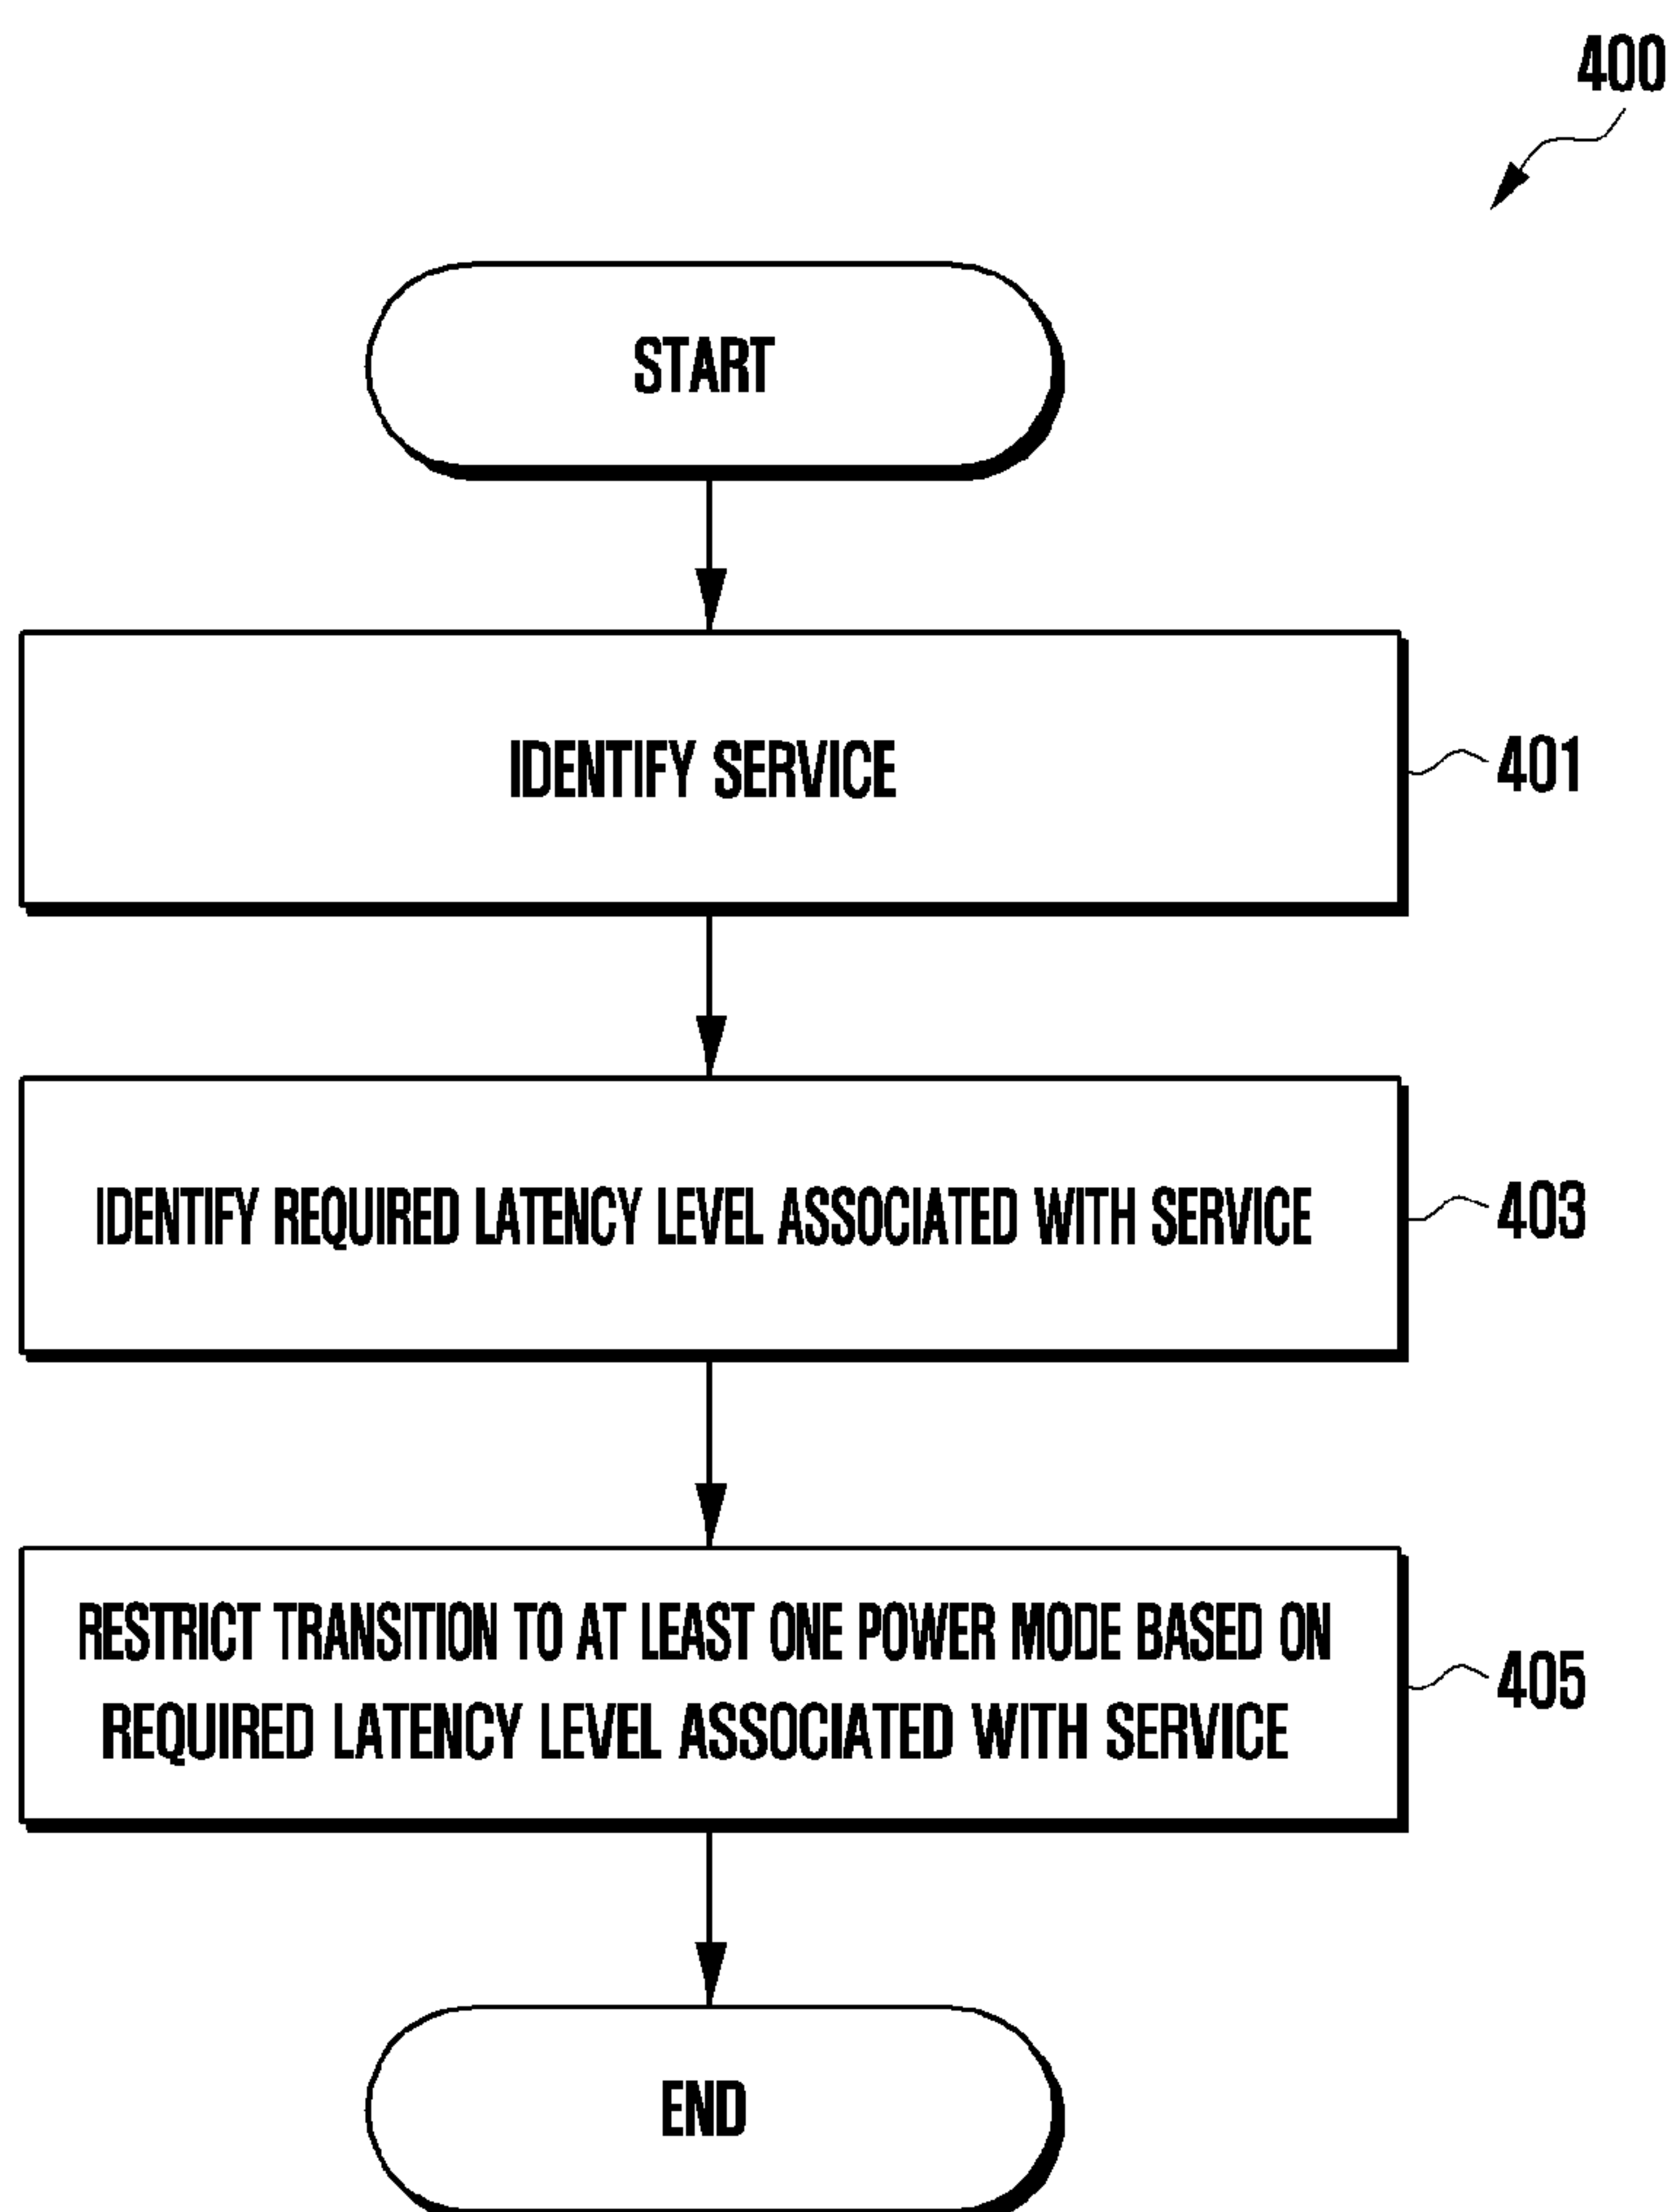 400
START
IDENTIFY SERVICE
401
IDENTIFY REQUIRED LATENCY LEVEL ASSOCIATED WITH SERVICE
403
RESTRICT TRANSITION TO AT LEAST ONE POWER MODE BASED ON
REQUIRED LATENCY LEVEL ASSOCIATED WITH SERVICE
405
END